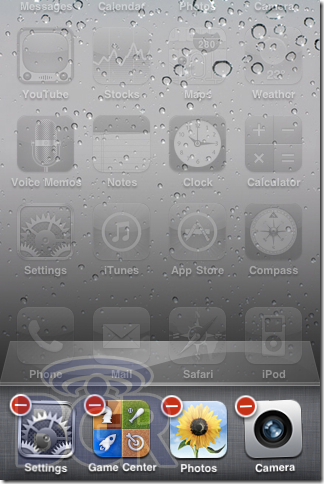 Messages Calendar Photos Camera
280
YouTube Stocks Maps Weather
Voice Memos Notes Clock Calculator
Settings iTunes App Store Compass
Phone Mail Safari iPod
Settings Game Center Photos Camera